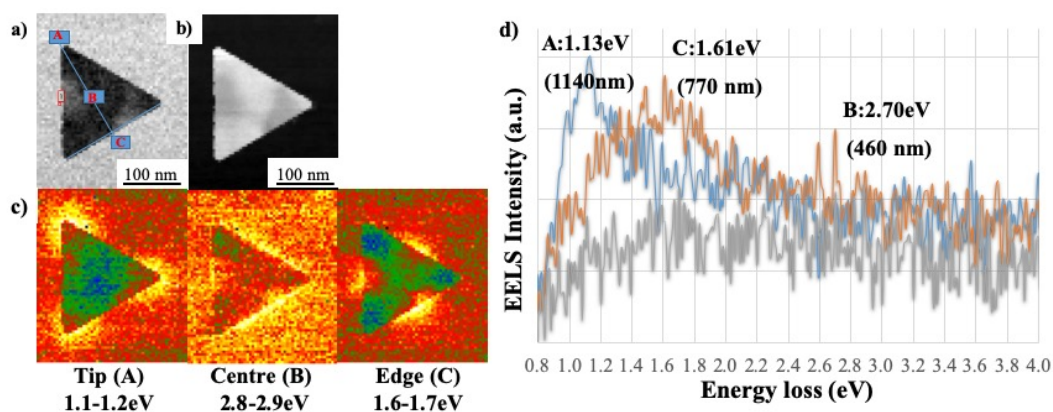 a)
A
B
C
100 nm
b)
100 nm
c)
Tip (A)
1.1-1.2eV
Centre (B)
2.8-2.9eV
Edge (C)
1.6-1.7eV
d)
A:1.13eV
(1140nm)
C:1.61eV
(770 nm)
B:2.70eV
(460 nm)
EELS Intensity (a.u.)
0.8 1.0 1.2 1.4 1.6 1.8 2.0 2.2 2.4 2.6 2.8 3.0 3.2 3.4 3.6 3.8 4.0
Energy loss (eV)